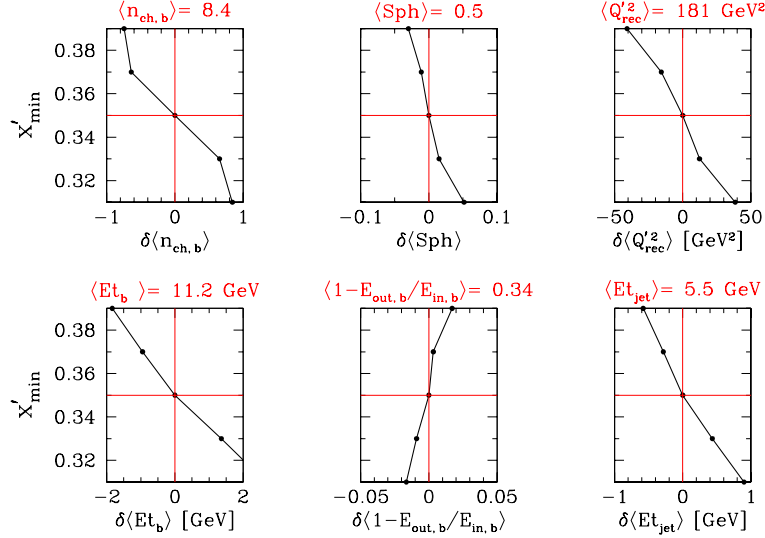 ⟨n_ch, b⟩= 8.4
⟨Sph⟩= 0.5
⟨Q'²_rec⟩= 181 GeV²
X'_min
0.38
0.36
0.34
0.32
−1 0 1
−0.1 0 0.1
−50 0 50
δ⟨n_ch, b⟩
δ⟨Sph⟩
δ⟨Q'²_rec⟩ [GeV²]
⟨Et_b ⟩= 11.2 GeV
⟨1−E_out, b/E_in, b⟩= 0.34
⟨Et_jet⟩= 5.5 GeV
X'_min
0.38
0.36
0.34
0.32
−2 0 2
−0.05 0 0.05
−1 0 1
δ⟨Et_b⟩ [GeV]
δ⟨1−E_out, b/E_in, b⟩
δ⟨Et_jet⟩ [GeV]